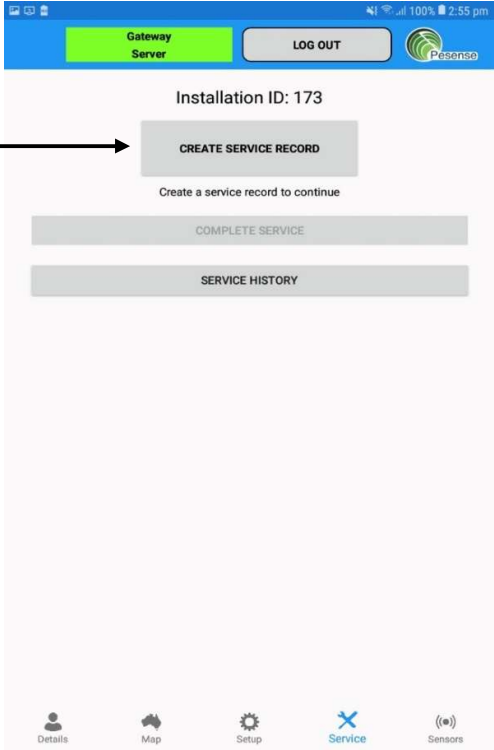 100% 2:55 pm
Gateway
Server
LOG OUT
Pesense
Installation ID: 173
CREATE SERVICE RECORD
Create a service record to continue
COMPLETE SERVICE
SERVICE HISTORY
Details Map Setup Service Sensors